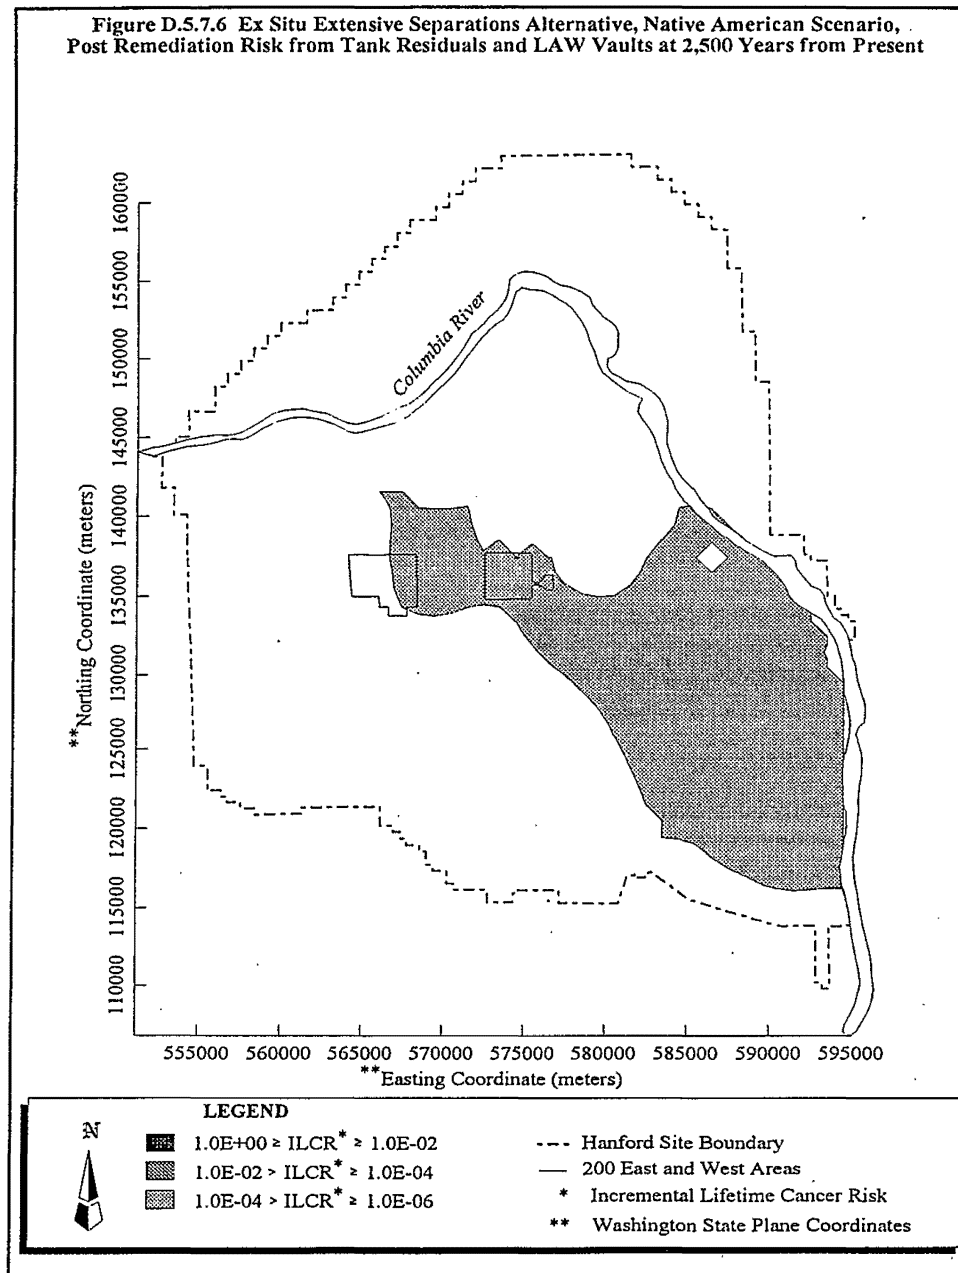 Figure D.5.7.6 Ex Situ Extensive Separations Alternative, Native American Scenario,
Post Remediation Risk from Tank Residuals and LAW Vaults at 2,500 Years from Present
160000
155000
150000
145000
140000
135000
130000
125000
120000
115000
110000
**Northing Coordinate (meters)
Columbia River
555000 560000 565000 570000 575000 580000 585000 590000 595000
**Easting Coordinate (meters)
LEGEND
N
1.0E+00 ≥ ILCR* ≥ 1.0E-02
1.0E-02 > ILCR* ≥ 1.0E-04
1.0E-04 > ILCR* ≥ 1.0E-06
Hanford Site Boundary
200 East and West Areas
* Incremental Lifetime Cancer Risk
** Washington State Plane Coordinates